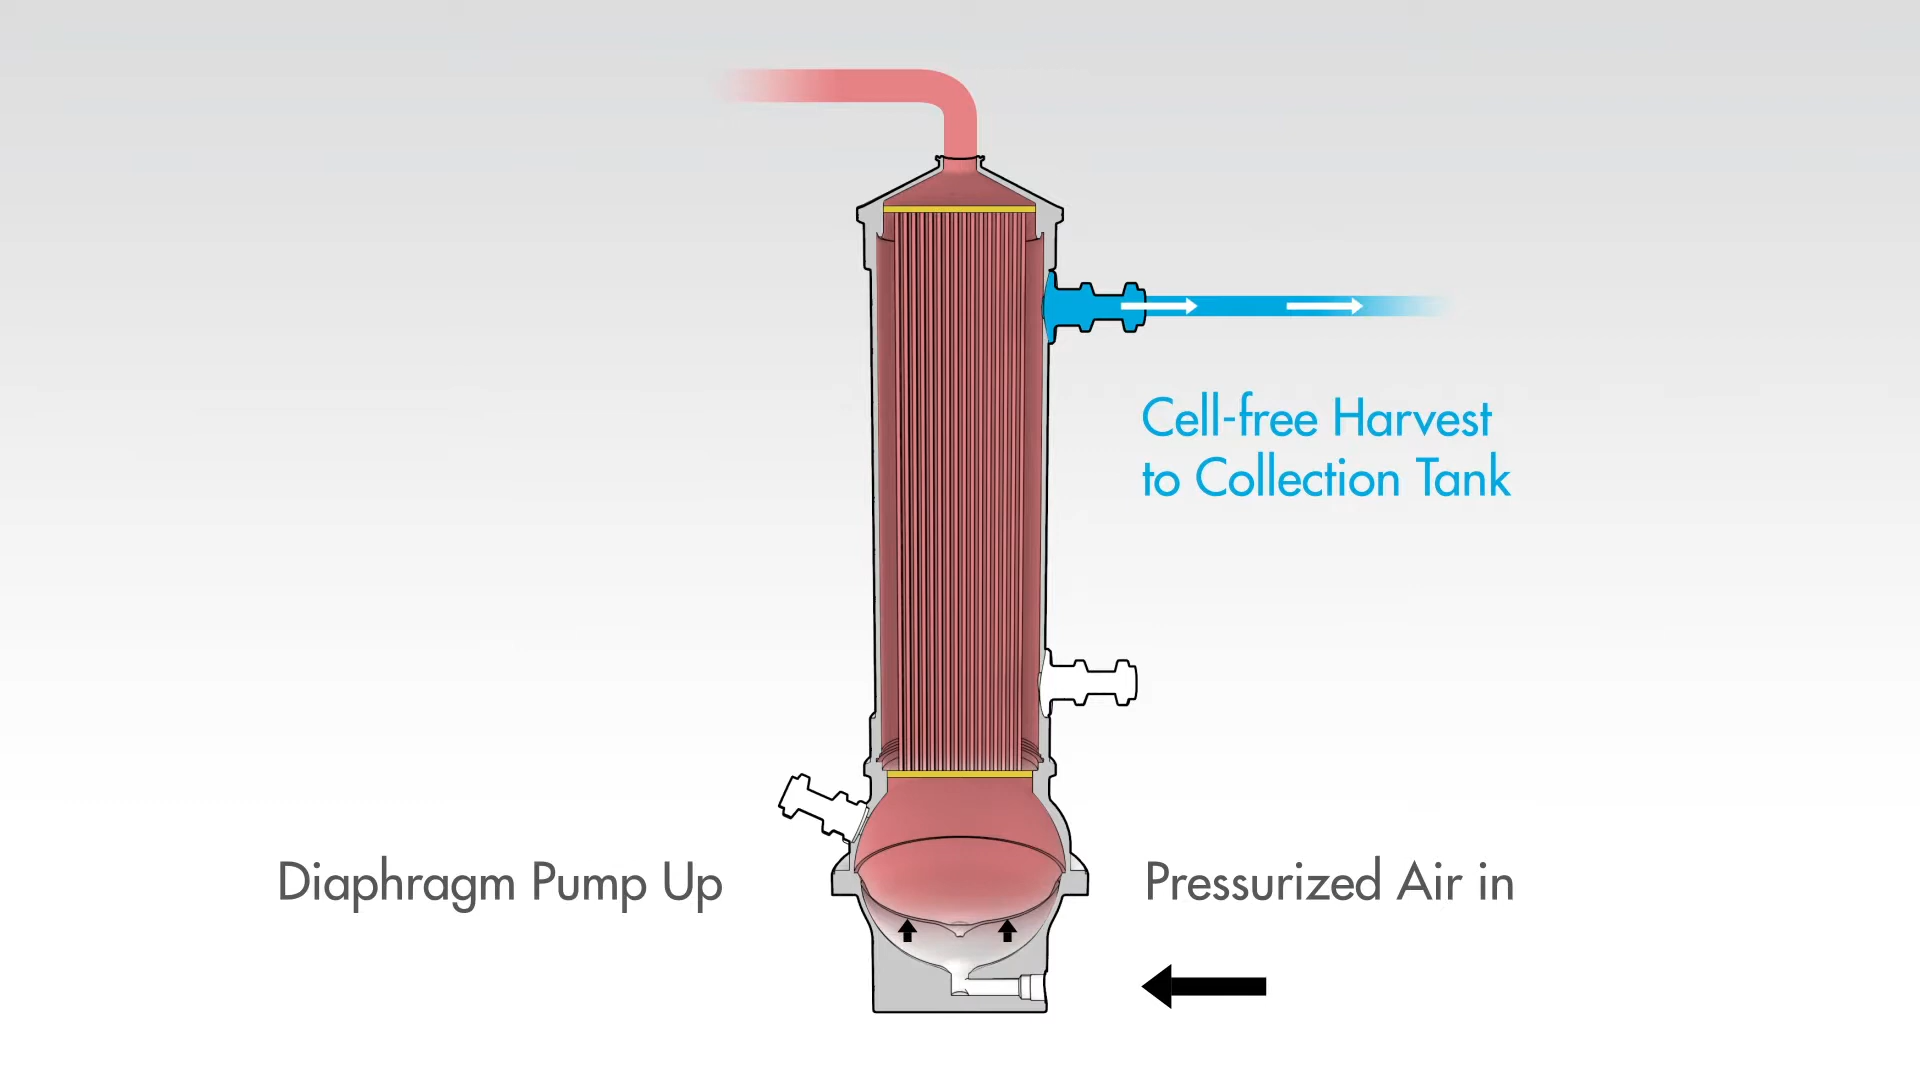 Cell-free Harvest
to Collection Tank
Diaphragm Pump Up
Pressurized Air in